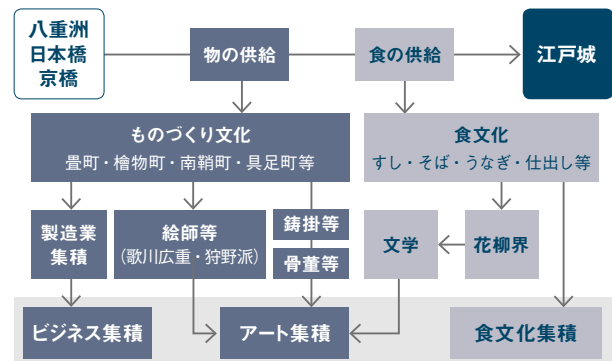 八重洲
日本橋
京橋
物の供給
食の供給
江戸城
ものづくり文化
畳町・檜物町・南鞘町・具足町等
食文化
すし・そば・うなぎ・仕出し等
製造業
集積
絵師等
（歌川広重・狩野派）
鋳掛等
骨董等
文学
花柳界
ビジネス集積
アート集積
食文化集積